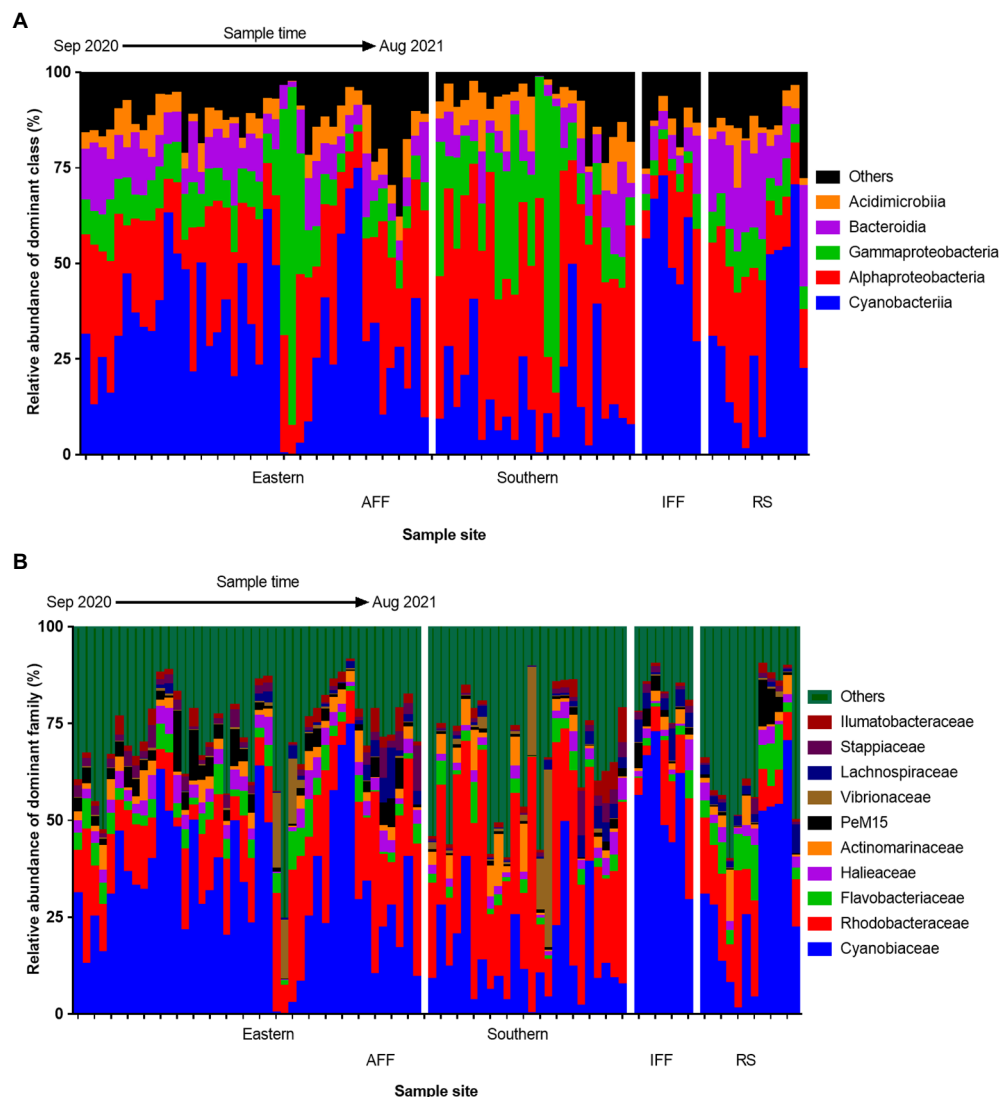 A
Sample time
Sep 2020
Aug 2021
Relative abundance of dominant class (%)
100
75
50
25
0
Others
Acidimicrobiia
Bacteroidia
Gammaproteobacteria
Alphaproteobacteria
Cyanobacteriia
Eastern
Southern
AFF
IFF
RS
Sample site
B
Sample time
Sep 2020
Aug 2021
Relative abundance of dominant family (%)
100
75
50
25
0
Others
Ilumatobacteraceae
Stappiaceae
Lachnospiraceae
Vibrionaceae
PeM15
Actinomarinaceae
Halieaceae
Flavobacteriaceae
Rhodobacteraceae
Cyanobiaceae
Eastern
Southern
AFF
IFF
RS
Sample site